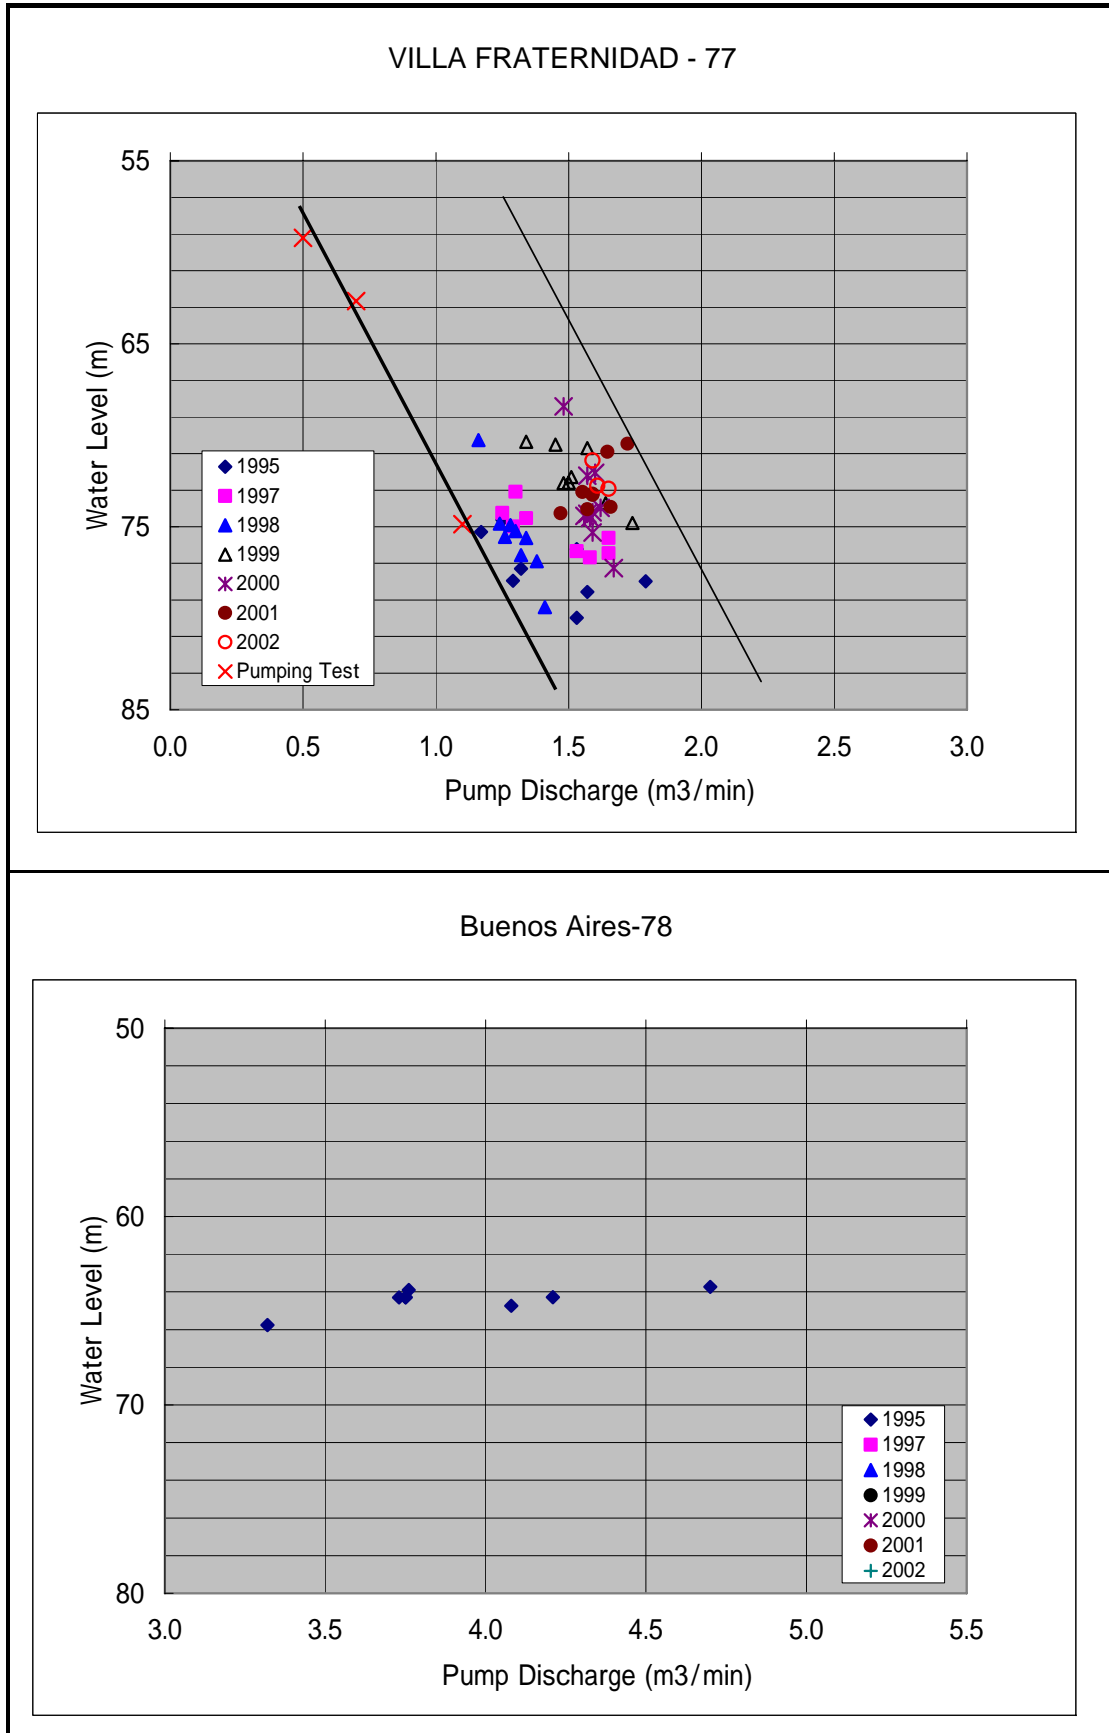 VILLA FRATERNIDAD - 77
55
65
75
85
Water Level (m)
1995
1997
1998
1999
2000
2001
2002
Pumping Test
0.0 0.5 1.0 1.5 2.0 2.5 3.0
Pump Discharge (m3/min)
Buenos Aires-78
50
60
70
80
Water Level (m)
1995
1997
1998
1999
2000
2001
2002
3.0 3.5 4.0 4.5 5.0 5.5
Pump Discharge (m3/min)